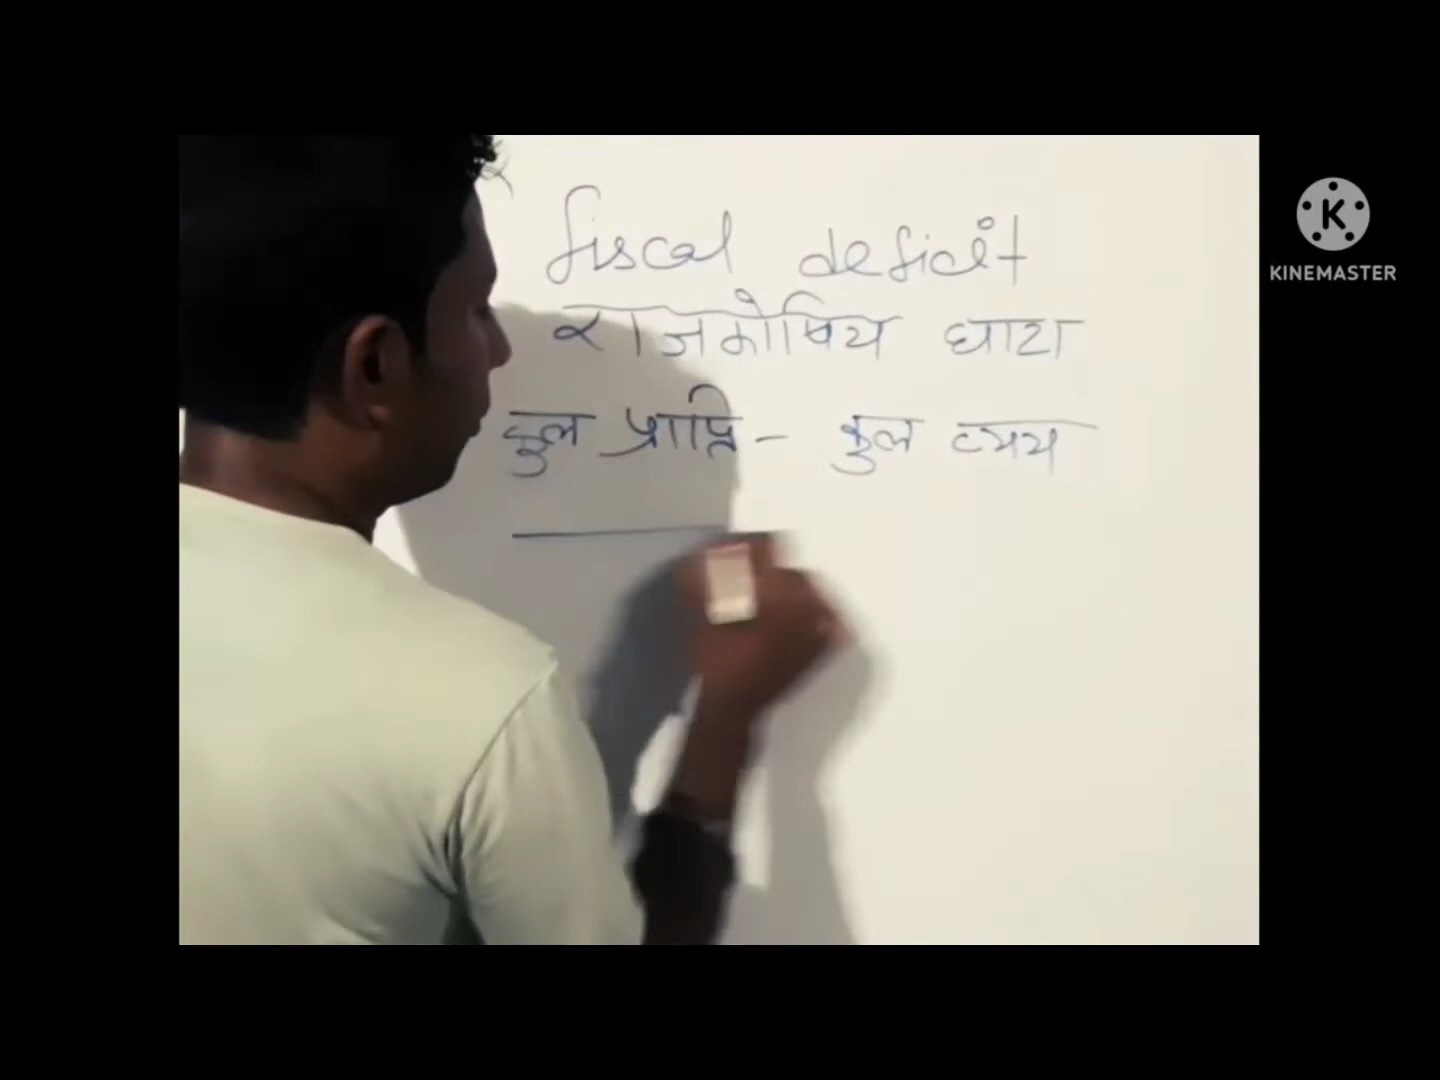 fiscal deficit
राजकोषिय घाटा
कुल प्राप्ति - कुल व्यय
KINEMASTER